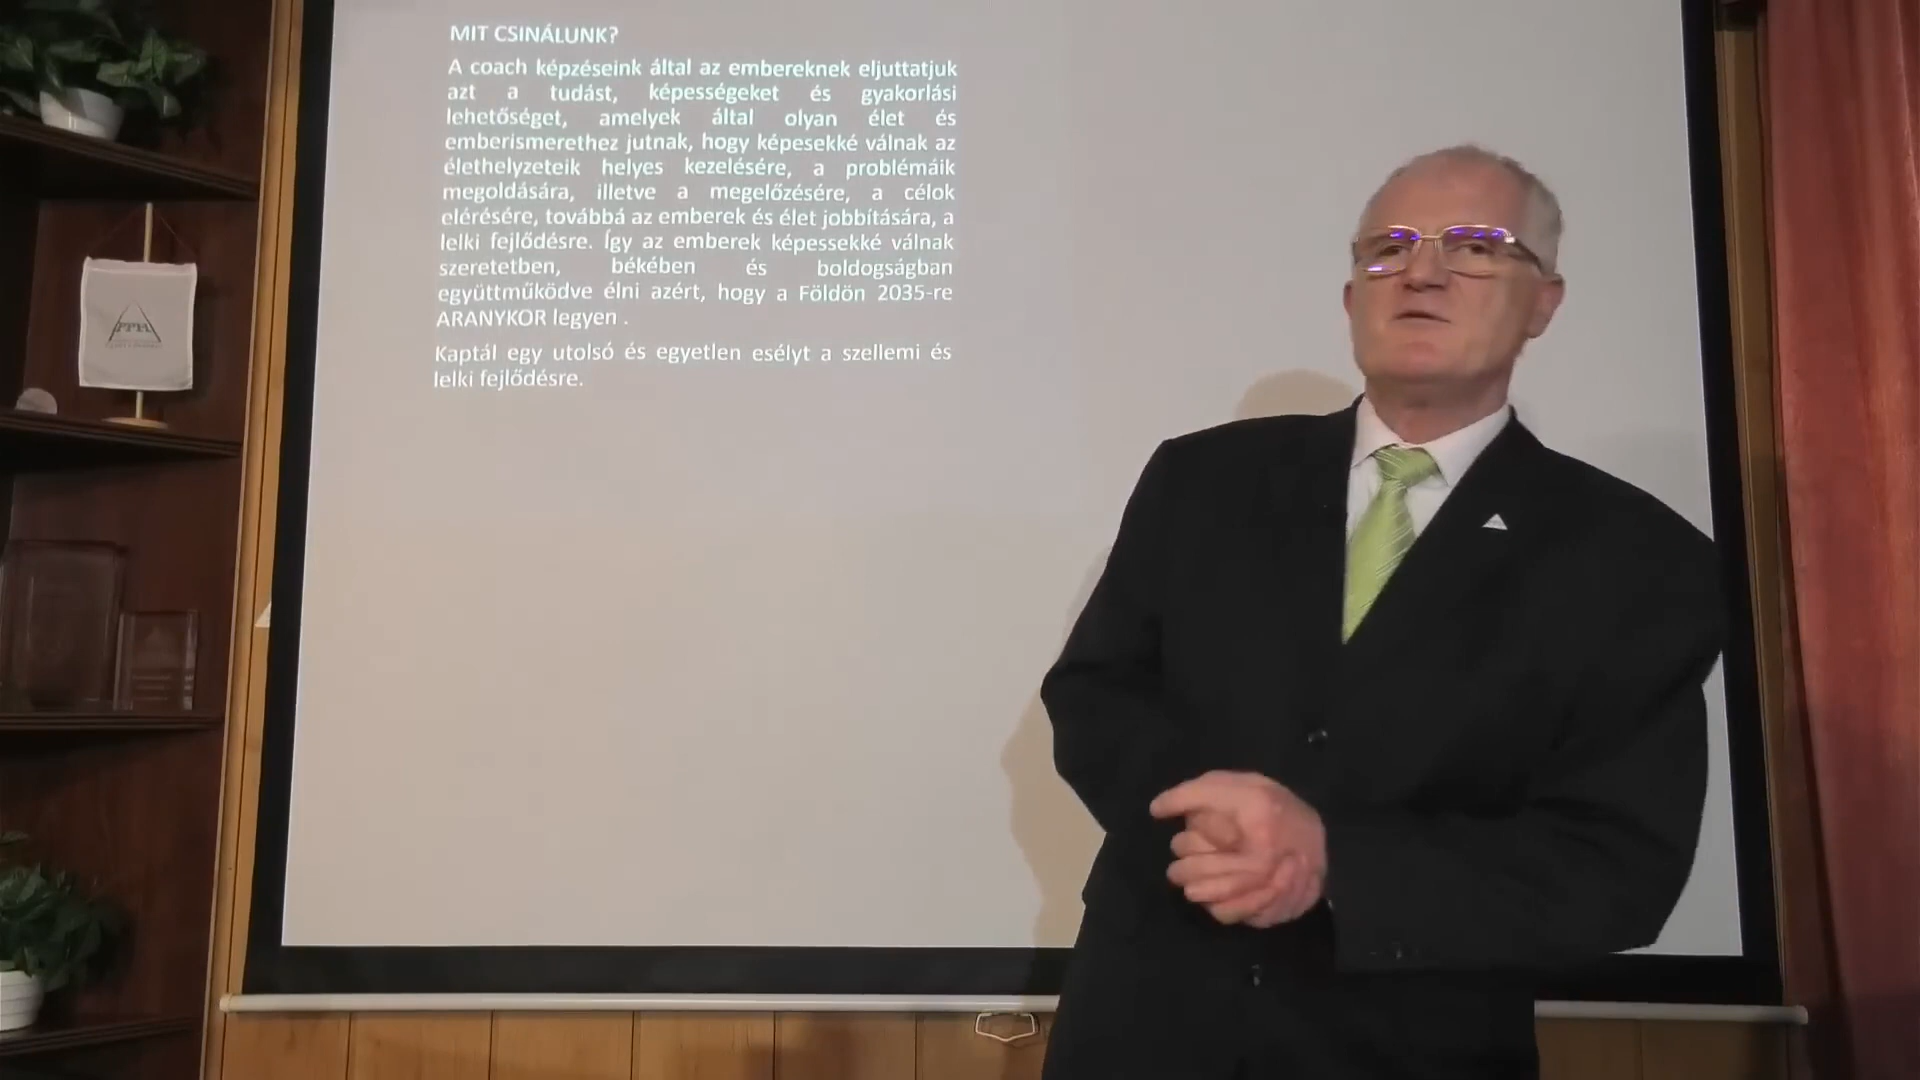 MIT CSINÁLUNK?
A coach képzéseink által az embereknek eljuttatjuk
azt a tudást, képességeket és gyakorlási
lehetőséget, amelyek által olyan élet és
emberismerethez jutnak, hogy képesekké válnak az
élethelyzeteik helyes kezelésére, a problémáik
megoldására, illetve a megelőzésére, a célok
elérésére, továbbá az emberek és élet jobbítására, a
lelki fejlődésre. Így az emberek képessekké válnak
szeretetben, békében és boldogságban
együttműködve élni azért, hogy a Földön 2035-re
ARANYKOR legyen .
Kaptál egy utolsó és egyetlen esélyt a szellemi és
lelki fejlődésre.